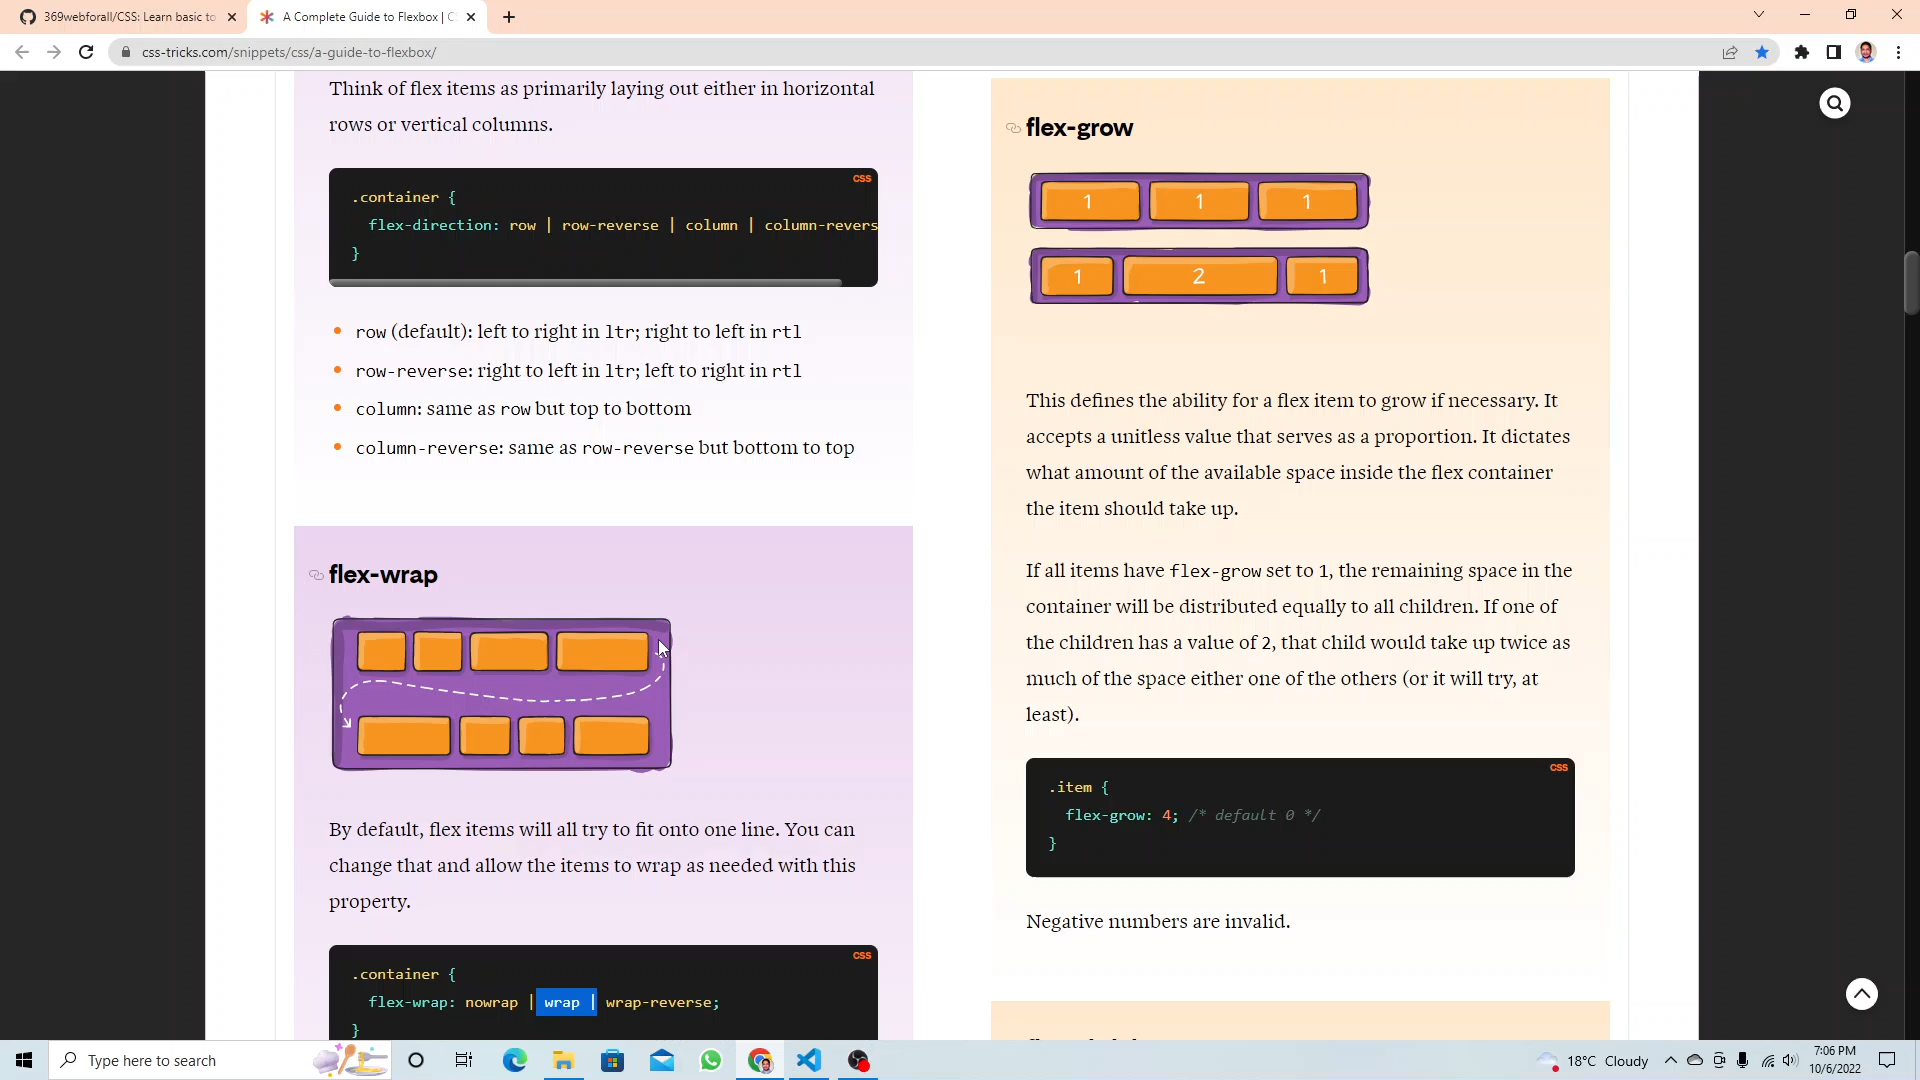 369webforall/CSS: Learn basic to
A Complete Guide to Flexbox | C
css-tricks.com/snippets/css/a-guide-to-flexbox/
Think of flex items as primarily laying out either in horizontal
rows or vertical columns.
CSS
.container {
flex-direction: row | row-reverse | column | column-revers
}
row (default): left to right in ltr; right to left in rtl
row-reverse: right to left in ltr; left to right in rtl
column: same as row but top to bottom
column-reverse: same as row-reverse but bottom to top
flex-wrap
By default, flex items will all try to fit onto one line. You can
change that and allow the items to wrap as needed with this
property.
CSS
.container {
flex-wrap: nowrap | wrap | wrap-reverse;
}
flex-grow
1 1 1
1 2 1
This defines the ability for a flex item to grow if necessary. It
accepts a unitless value that serves as a proportion. It dictates
what amount of the available space inside the flex container
the item should take up.
If all items have flex-grow set to 1, the remaining space in the
container will be distributed equally to all children. If one of
the children has a value of 2, that child would take up twice as
much of the space either one of the others (or it will try, at
least).
CSS
.item {
flex-grow: 4; /* default 0 */
}
Negative numbers are invalid.
Type here to search
18°C Cloudy
7:06 PM
10/6/2022